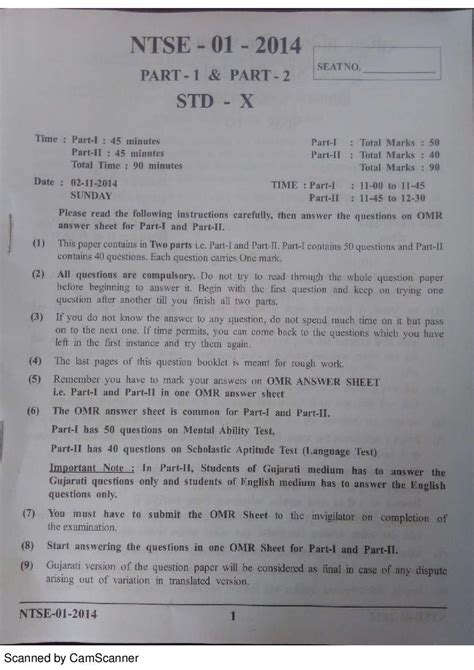 NTSE - 01 - 2014
PART - 1 & PART - 2
SEAT NO.
STD - X
Time : Part-I : 45 minutes
Part-II : 45 minutes
Total Time : 90 minutes
Part-I : Total Marks : 50
Part-II : Total Marks : 40
Total Marks : 90
Date : 02-11-2014
SUNDAY
TIME : Part-I : 11-00 to 11-45
Part-II : 11-45 to 12-30
Please read the following instructions carefully, then answer the questions on OMR
answer sheet for Part-I and Part-II.
(1) This paper contains in Two parts i.e. Part-I and Part-II. Part-I contains 50 questions and Part-II
contains 40 questions. Each question carries One mark.
(2) All questions are compulsory. Do not try to read through the whole question paper
before beginning to answer it. Begin with the first question and keep on trying one
question after another till you finish all two parts.
(3) If you do not know the answer to any question, do not spend much time on it but pass
on to the next one. If time permits, you can come back to the questions which you have
left in the first instance and try them again.
(4) The last pages of this question booklet is meant for rough work.
(5) Remember you have to mark your answers on OMR ANSWER SHEET
i.e. Part-I and Part-II in one OMR answer sheet
(6) The OMR answer sheet is common for Part-I and Part-II.
Part-I has 50 questions on Mental Ability Test,
Part-II has 40 questions on Scholastic Aptitude Test (Language Test)
Important Note : In Part-II, Students of Gujarati medium has to answer the
Gujarati questions only and students of English medium has to answer the English
questions only.
(7) You must have to submit the OMR Sheet to the invigilator on completion of
the examination.
(8) Start answering the questions in one OMR Sheet for Part-I and Part-II.
(9) Gujarati version of the question paper will be considered as final in case of any dispute
arising out of variation in translated version.
NTSE-01-2014
1
Scanned by CamScanner